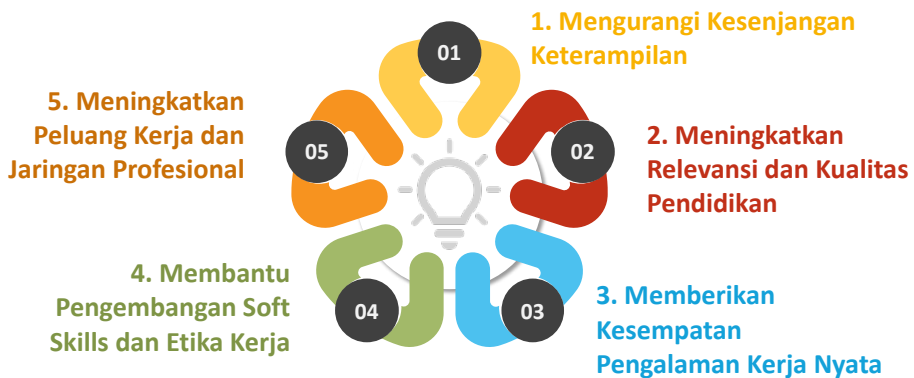 01
1. Mengurangi Kesenjangan
Keterampilan
02
2. Meningkatkan
Relevansi dan Kualitas
Pendidikan
03
3. Memberikan
Kesempatan
Pengalaman Kerja Nyata
04
4. Membantu
Pengembangan Soft
Skills dan Etika Kerja
05
5. Meningkatkan
Peluang Kerja dan
Jaringan Profesional